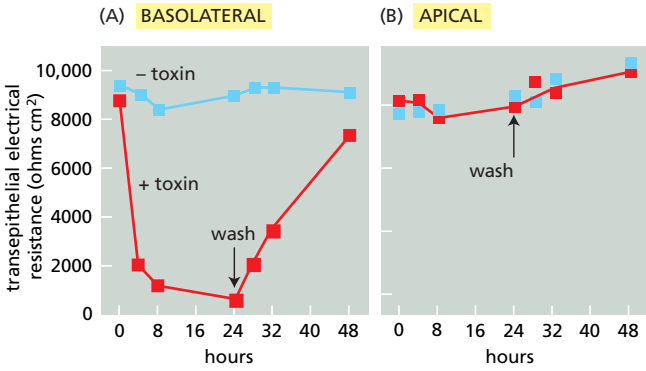 (A) BASOLATERAL
(B) APICAL
transepithelial electrical
resistance (ohms cm²)
10,000
8000
6000
4000
2000
0
– toxin
+ toxin
wash
wash
0 8 16 24 32 40 48
hours
0 8 16 24 32 40 48
hours